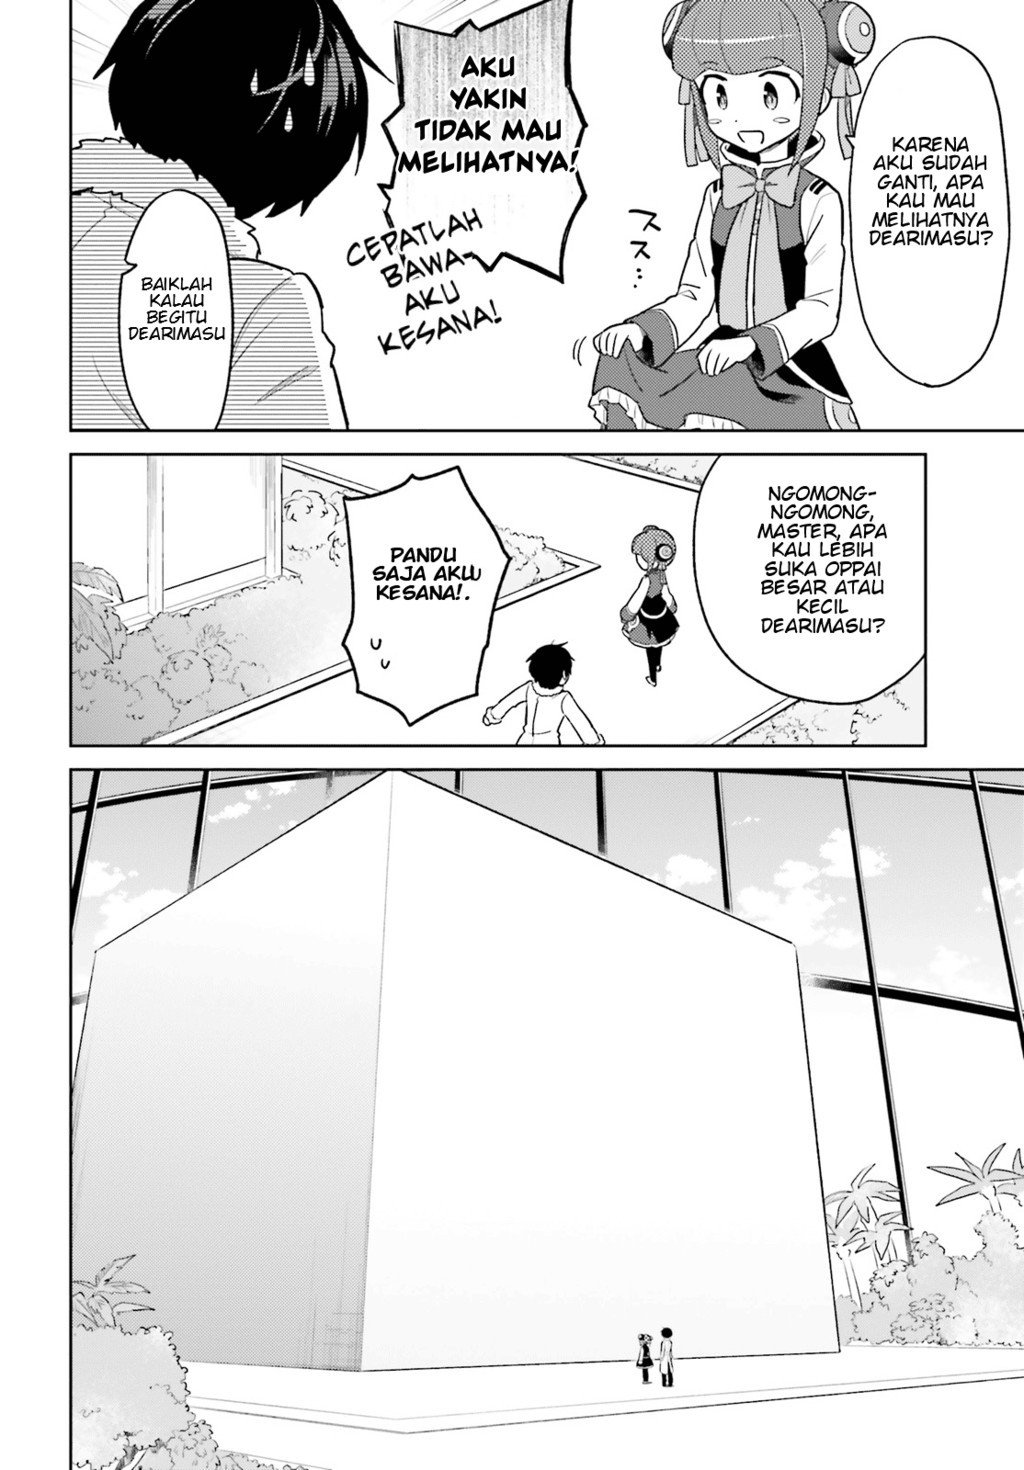 KARENA
AKU SUDAH
GANTI, APA
KAU MAU
MELIHATNYA
DEARIMASU?
スス...
AKU
YAKIN
TIDAK MAU
MELIHATNYA!
CEPATLAH
BAWA
AKU
KESANA!
BAIKLAH
KALAU
BEGITU
DEARIMASU
NGOMONG-
NGOMONG,
MASTER, APA
KAU LEBIH
SUKA OPPAI
BESAR ATAU
KECIL
DEARIMASU?
PANDU
SAJA AKU
KESANA!.